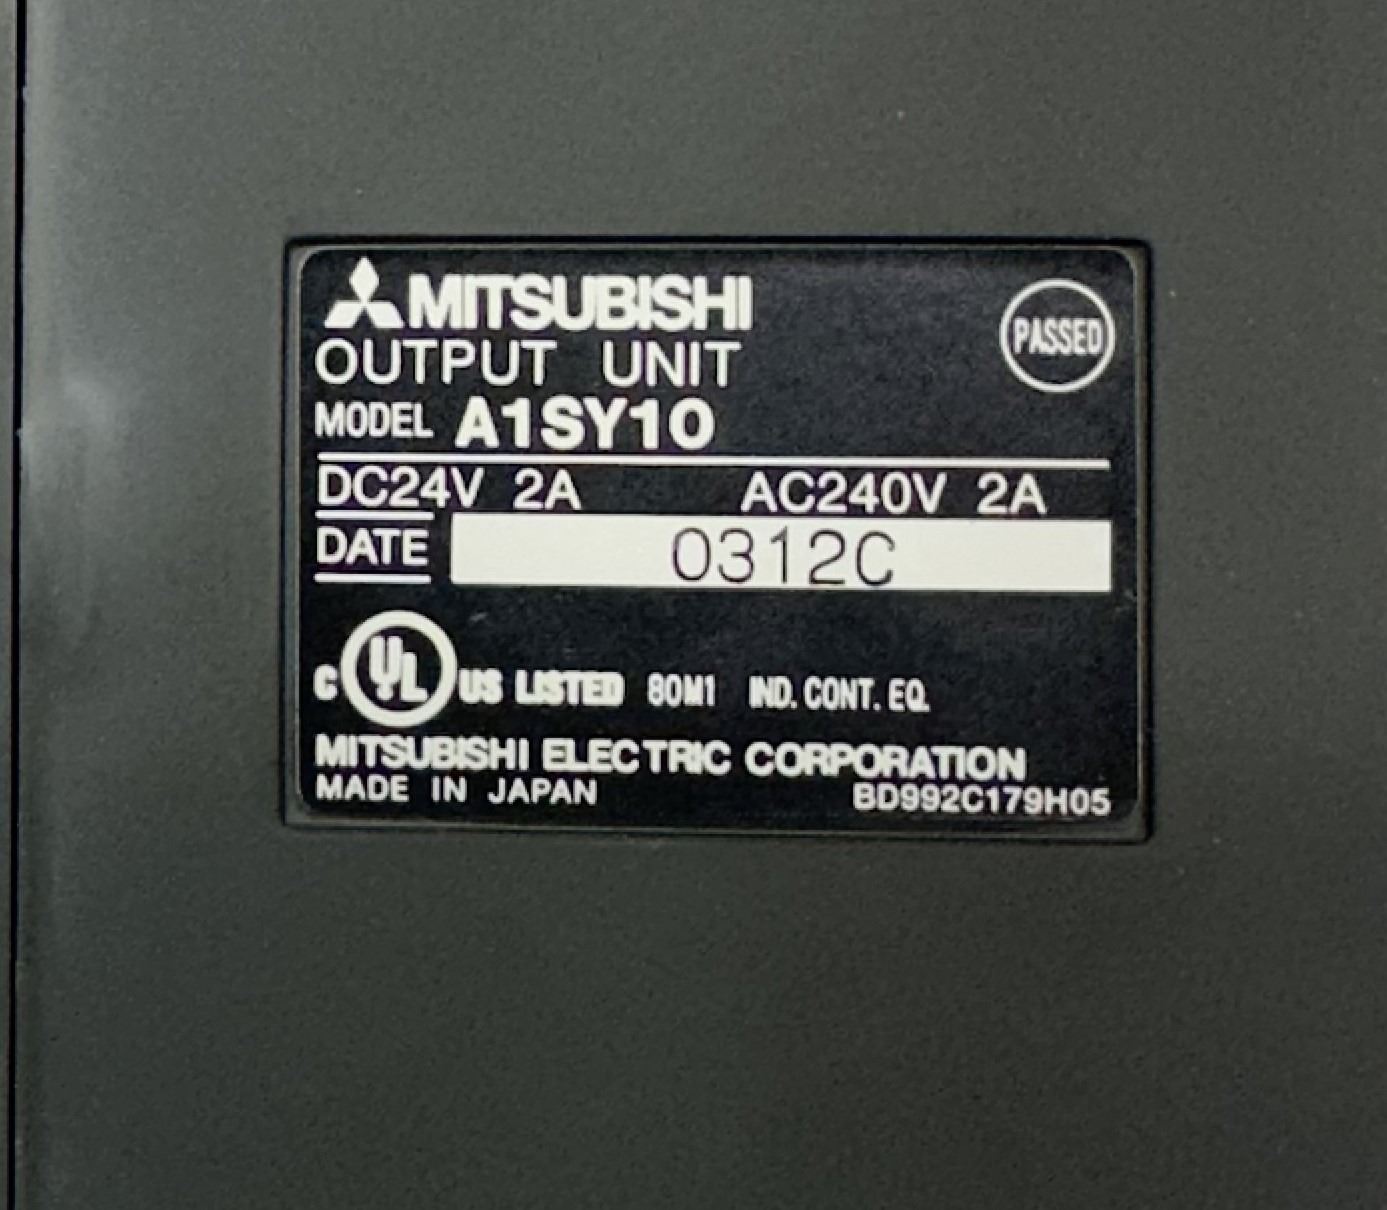 MITSUBISHI
PASSED
OUTPUT UNIT
MODEL A1SY10
DC24V 2A AC240V 2A
DATE 0312C
C UL US LISTED 80M1 IND. CONT. EQ.
MITSUBISHI ELECTRIC CORPORATION
MADE IN JAPAN BD992C179H05